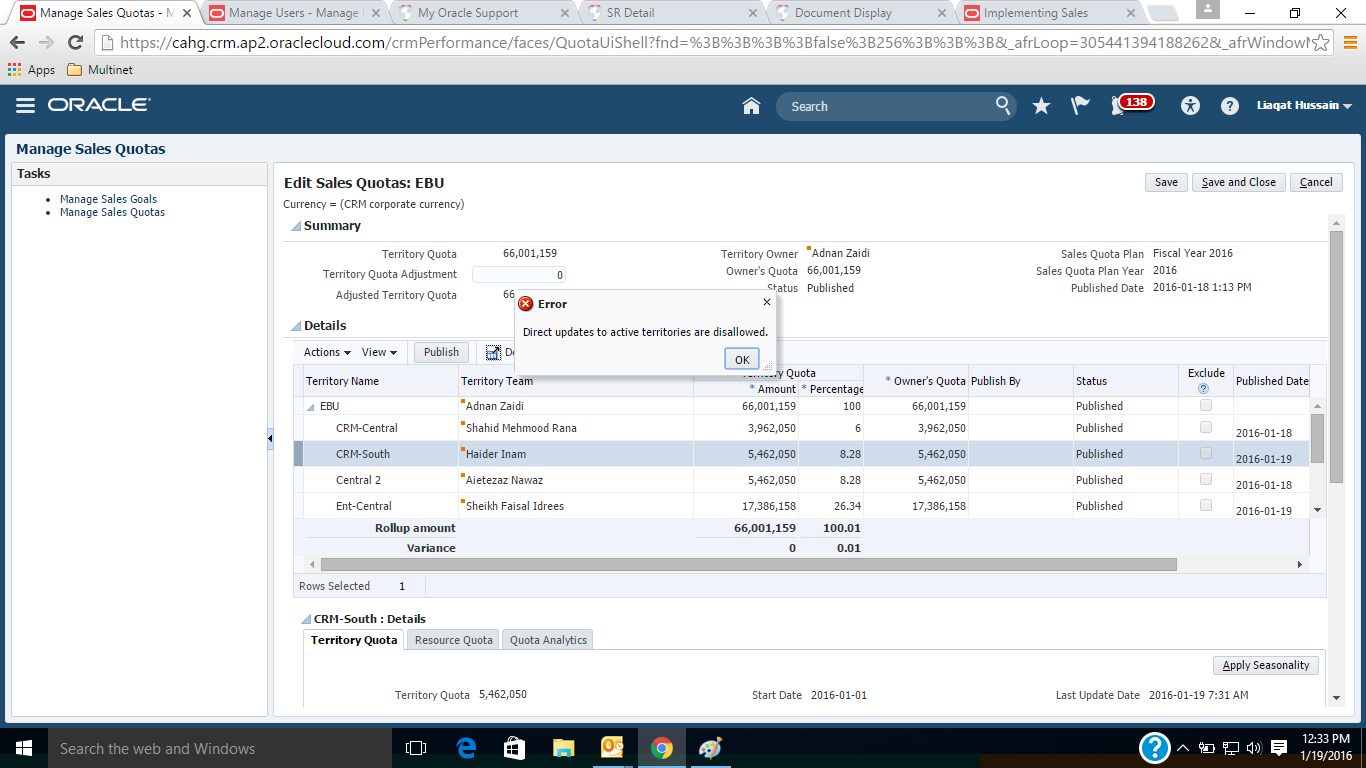 Manage Sales Quotas - M
Manage Users - Manage
My Oracle Support
SR Detail
Document Display
Implementing Sales
https://cahg.crm.ap2.oraclecloud.com/crmPerformance/faces/QuotaUiShell?fnd=%3B%3B%3B%3Bfalse%3B256%3B%3B%3B&_afrLoop=305441394188262&_afrWindowM
Apps Multinet
ORACLE Search 138 ? Liaqat Hussain
Manage Sales Quotas
Tasks
Manage Sales Goals
Manage Sales Quotas
Edit Sales Quotas: EBU Save Save and Close Cancel
Currency = (CRM corporate currency)
Summary
Territory Quota 66,001,159 Territory Owner Adnan Zaidi Sales Quota Plan Fiscal Year 2016
Territory Quota Adjustment 0 Owner's Quota 66,001,159 Sales Quota Plan Year 2016
Adjusted Territory Quota 66 Status Published Published Date 2016-01-18 1:13 PM
Error
Direct updates to active territories are disallowed.
OK
Details
Actions View Publish
Territory Quota
Territory Name Territory Team * Amount * Percentage * Owner's Quota Publish By Status Exclude ? Published Date
EBU Adnan Zaidi 66,001,159 100 66,001,159 Published
CRM-Central Shahid Mehmood Rana 3,962,050 6 3,962,050 Published 2016-01-18
CRM-South Haider Inam 5,462,050 8.28 5,462,050 Published 2016-01-19
Central 2 Aietezaz Nawaz 5,462,050 8.28 5,462,050 Published 2016-01-18
Ent-Central Sheikh Faisal Idrees 17,386,158 26.34 17,386,158 Published 2016-01-19
Rollup amount 66,001,159 100.01
Variance 0 0.01
Rows Selected 1
CRM-South : Details
Territory Quota Resource Quota Quota Analytics
Apply Seasonality
Territory Quota 5,462,050 Start Date 2016-01-01 Last Update Date 2016-01-19 7:31 AM
Search the web and Windows
12:33 PM
1/19/2016